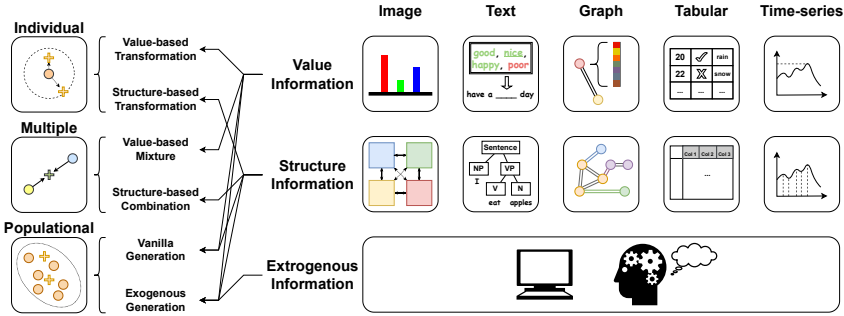 Individual
Value-based
Transformation
Structure-based
Transformation
Multiple
Value-based
Mixture
Structure-based
Combination
Populational
Vanilla
Generation
Exogenous
Generation
Value
Information
Structure
Information
Extrogenous
Information
Image
Text
Graph
Tabular
Time-series
good, nice,
happy, poor
have a ____ day
20 rain
22 snow
... ... ...
Sentence
NP VP
I
V N
eat apples
Col 1 Col 2 Col 3
...